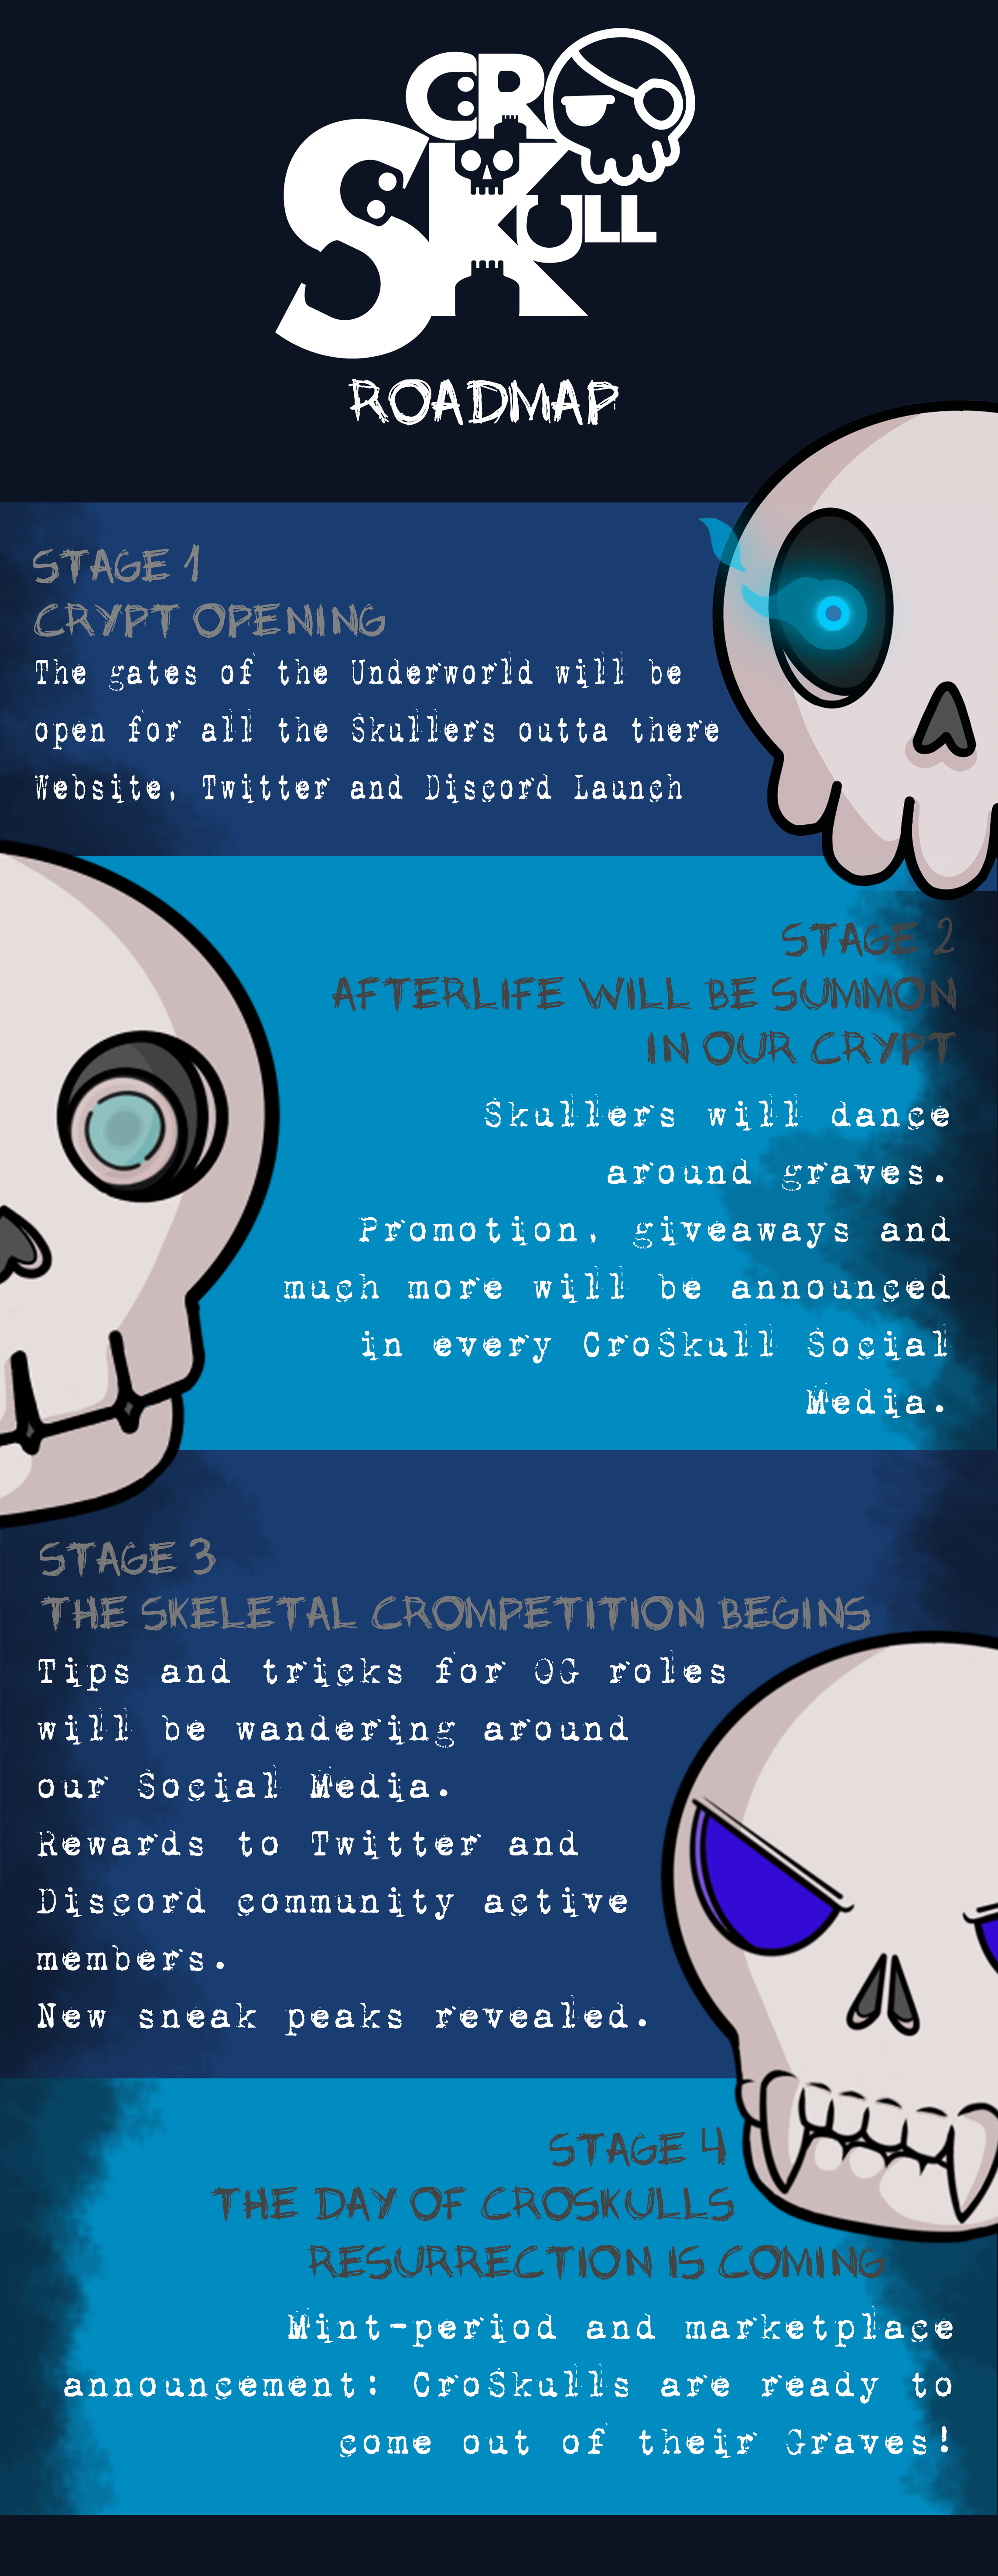 CRO
SKULL
ROADMAP
STAGE 1
CRYPT OPENING
The gates of the Underworld will be
open for all the Skullers outta there
Website, Twitter and Discord Launch
STAGE 2
AFTERLIFE WILL BE SUMMON
IN OUR CRYPT
Skullers will dance
around graves.
Promotion, giveaways and
much more will be announced
in every CroSkull Social
Media.
STAGE 3
THE SKELETAL CROMPETITION BEGINS
Tips and tricks for OG roles
will be wandering around
our Social Media.
Rewards to Twitter and
Discord community active
members.
New sneak peaks revealed.
STAGE 4
THE DAY OF CROSKULLS
RESURRECTION IS COMING
Mint-period and marketplace
announcement: CroSkulls are ready to
come out of their Graves!